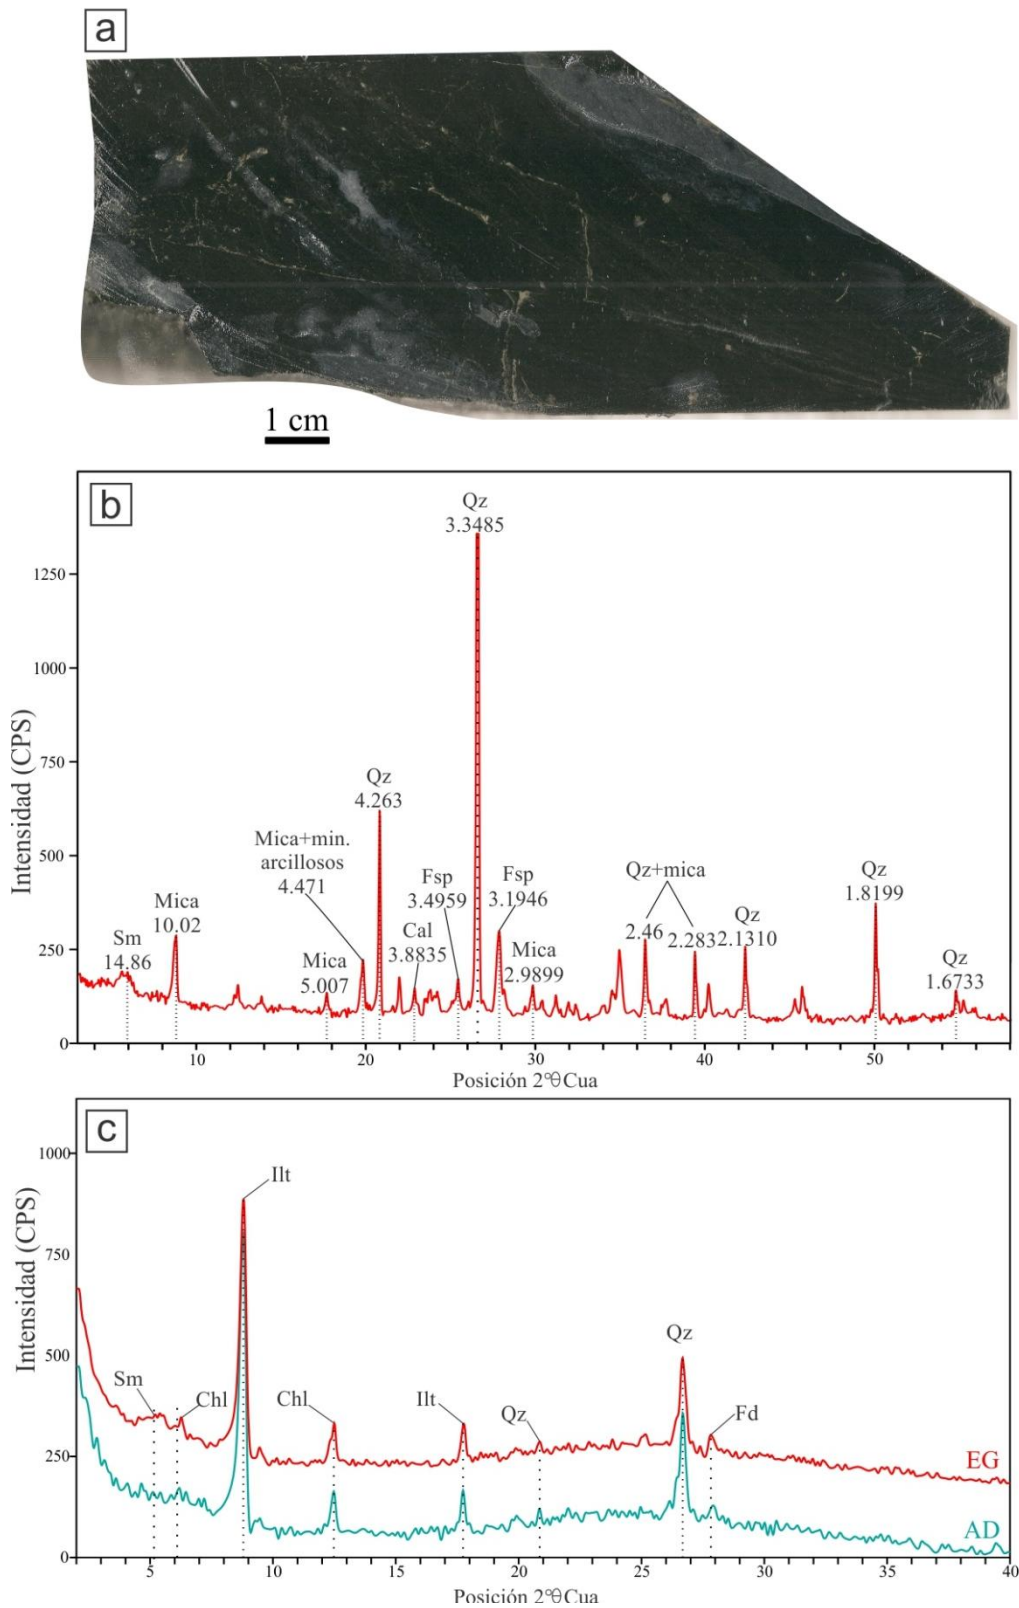 a
1 cm
b
Intensidad (CPS)
1250
1000
750
500
250
0
Sm
14.86
Mica
10.02
Mica+min.
arcillosos
4.471
Mica
5.007
Qz
4.263
Cal
3.8835
Fsp
3.4959
Qz
3.3485
Fsp
3.1946
Mica
2.9899
Qz+mica
2.46
2.283
Qz
2.1310
Qz
1.8199
Qz
1.6733
10
20
30
40
50
Posición 2°θCua
c
Intensidad (CPS)
1000
750
500
250
0
Sm
Chl
Ilt
Chl
Ilt
Qz
Qz
Fd
EG
AD
5
10
15
20
25
30
35
40
Posición 2°θCua